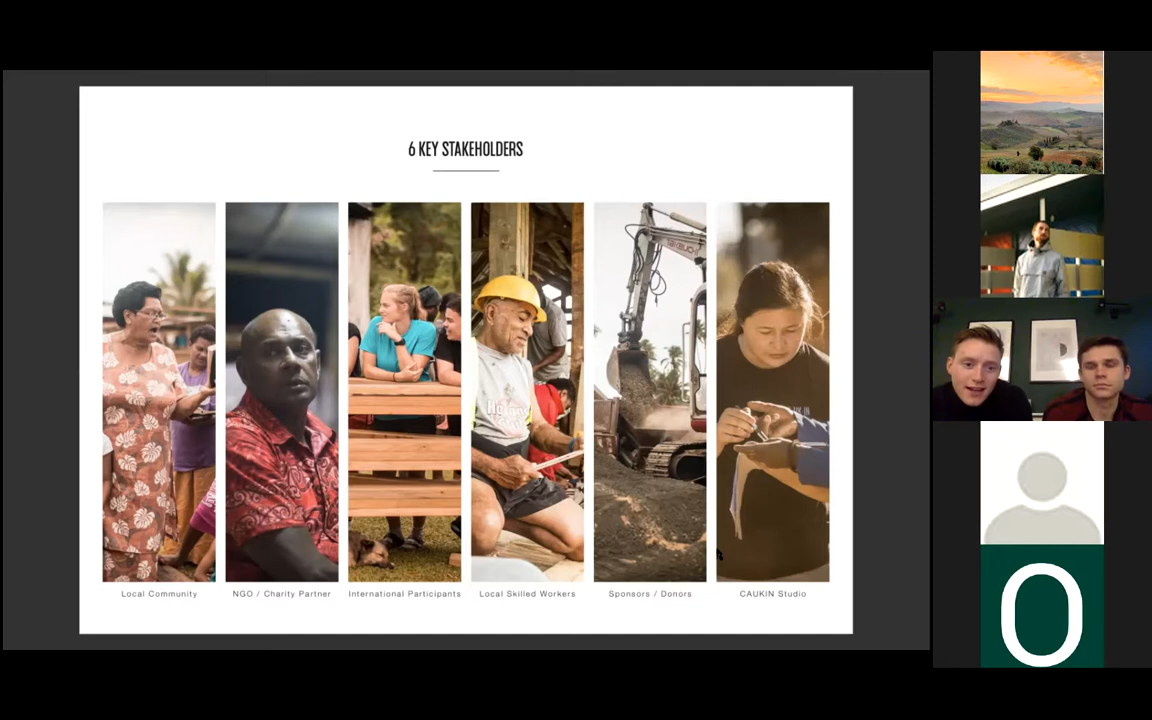 6 KEY STAKEHOLDERS
Local Community
NGO / Charity Partner
International Participants
Local Skilled Workers
Sponsors / Donors
CAUKIN Studio
O